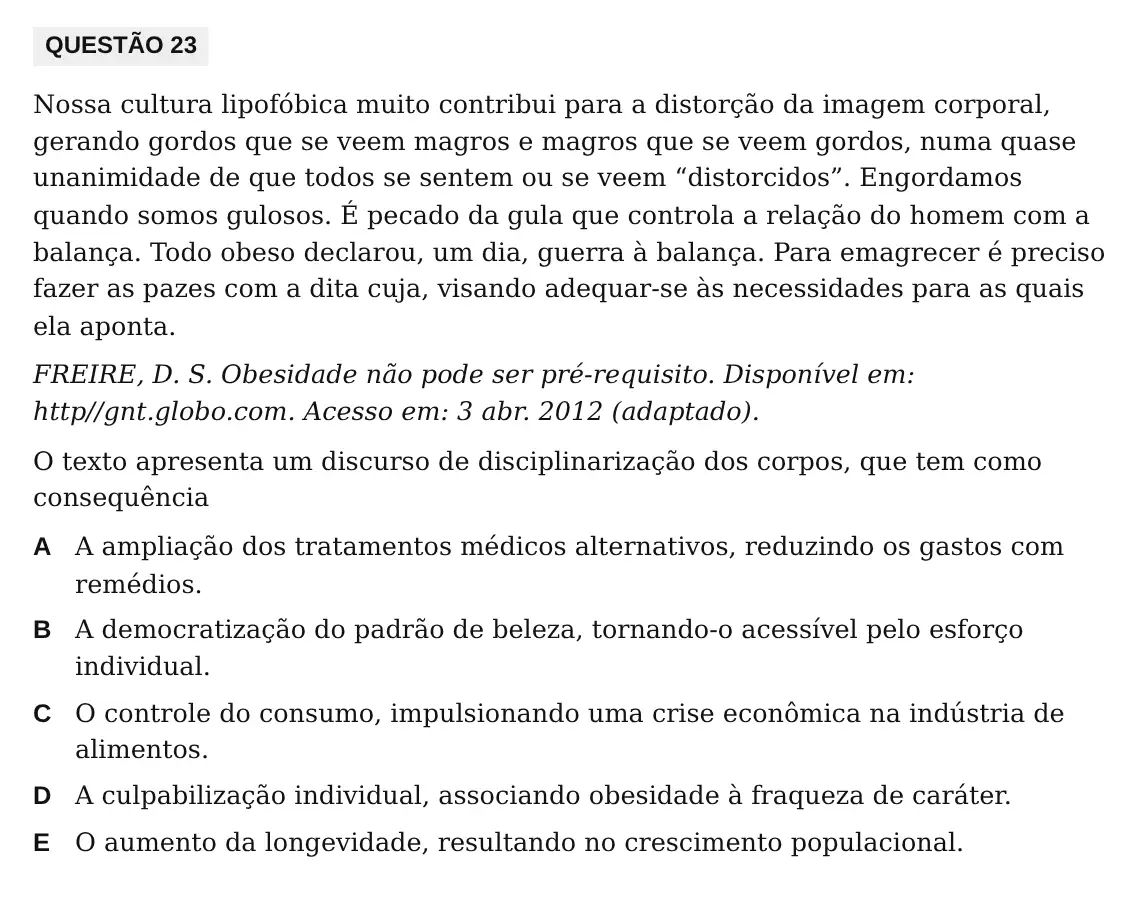 QUESTÃO 23
Nossa cultura lipofóbica muito contribui para a distorção da imagem corporal,
gerando gordos que se veem magros e magros que se veem gordos, numa quase
unanimidade de que todos se sentem ou se veem “distorcidos”. Engordamos
quando somos gulosos. É pecado da gula que controla a relação do homem com a
balança. Todo obeso declarou, um dia, guerra à balança. Para emagrecer é preciso
fazer as pazes com a dita cuja, visando adequar-se às necessidades para as quais
ela aponta.
FREIRE, D. S. Obesidade não pode ser pré-requisito. Disponível em:
http//gnt.globo.com. Acesso em: 3 abr. 2012 (adaptado).
O texto apresenta um discurso de disciplinarização dos corpos, que tem como
consequência
A A ampliação dos tratamentos médicos alternativos, reduzindo os gastos com
remédios.
B A democratização do padrão de beleza, tornando-o acessível pelo esforço
individual.
C O controle do consumo, impulsionando uma crise econômica na indústria de
alimentos.
D A culpabilização individual, associando obesidade à fraqueza de caráter.
E O aumento da longevidade, resultando no crescimento populacional.